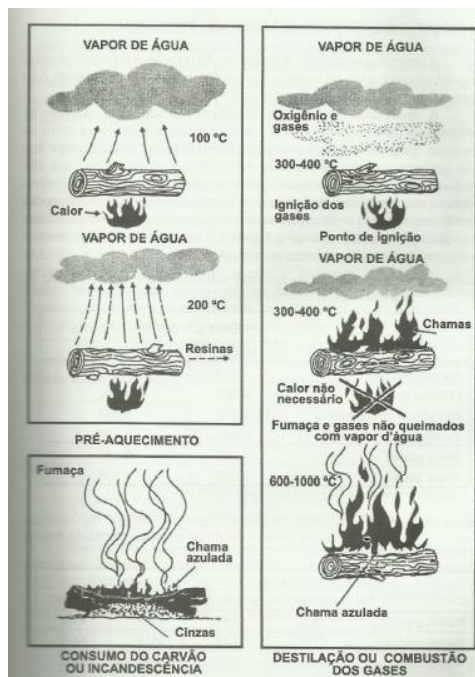 VAPOR DE ÁGUA
100 ºC
Calor
VAPOR DE ÁGUA
200 ºC
Resinas
PRÉ-AQUECIMENTO
Fumaça
Chama
azulada
Cinzas
CONSUMO DO CARVÃO
OU INCANDESCÊNCIA
VAPOR DE ÁGUA
Oxigênio e
gases
300-400 ºC
Ignição dos
gases
Ponto de ignição
VAPOR DE ÁGUA
300-400 ºC
Chamas
Calor não
necessário
Fumaça e gases não queimados
com vapor d'água
600-1000 ºC
Chama azulada
DESTILAÇÃO OU COMBUSTÃO
DOS GASES